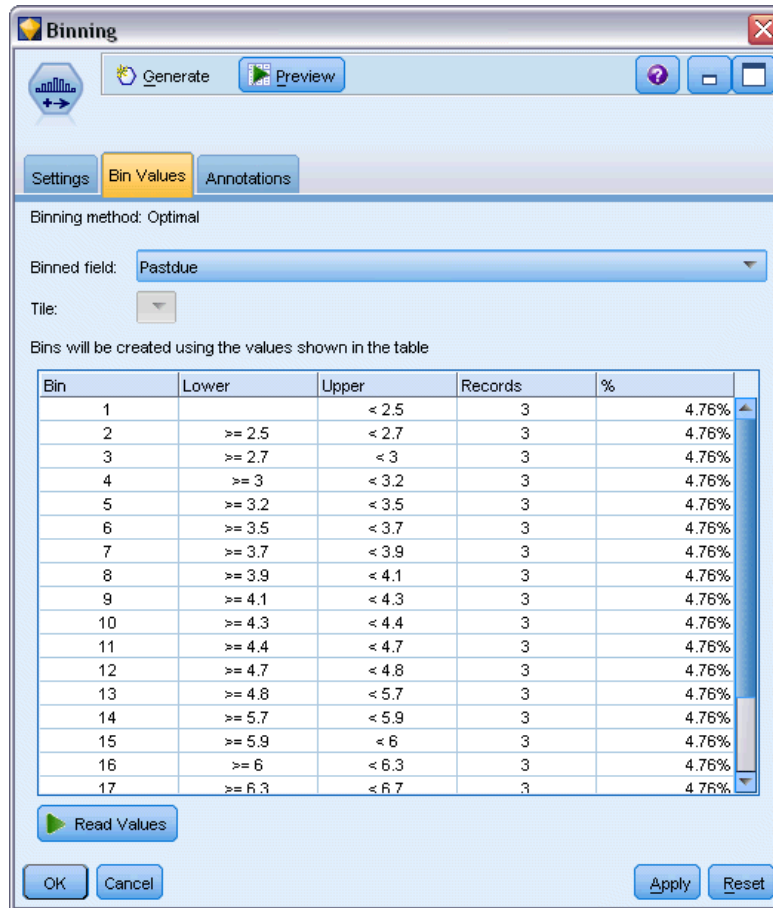 Binning
Generate Preview
Settings Bin Values Annotations
Binning method: Optimal
Binned field: Pastdue
Tile:
Bins will be created using the values shown in the table
Bin Lower Upper Records %
1 < 2.5 3 4.76%
2 >= 2.5 < 2.7 3 4.76%
3 >= 2.7 < 3 3 4.76%
4 >= 3 < 3.2 3 4.76%
5 >= 3.2 < 3.5 3 4.76%
6 >= 3.5 < 3.7 3 4.76%
7 >= 3.7 < 3.9 3 4.76%
8 >= 3.9 < 4.1 3 4.76%
9 >= 4.1 < 4.3 3 4.76%
10 >= 4.3 < 4.4 3 4.76%
11 >= 4.4 < 4.7 3 4.76%
12 >= 4.7 < 4.8 3 4.76%
13 >= 4.8 < 5.7 3 4.76%
14 >= 5.7 < 5.9 3 4.76%
15 >= 5.9 < 6 3 4.76%
16 >= 6 < 6.3 3 4.76%
17 >= 6.3 < 6.7 3 4.76%
Read Values
OK Cancel Apply Reset